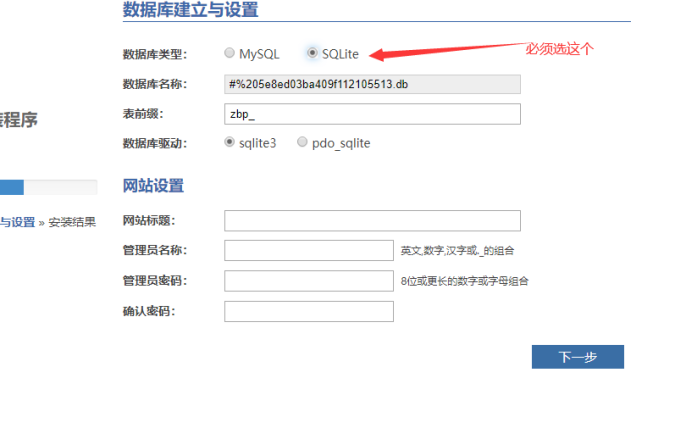 数据库建立与设置
数据库类型： MySQL SQLite 必须选这个
数据库名称： #%205e8ed03ba409f112105513.db
装程序
表前缀： zbp_
数据库驱动： sqlite3 pdo_sqlite
网站设置
与设置 » 安装结果
网站标题：
管理员名称： 英文,数字,汉字或._的组合
管理员密码： 8位或更长的数字或字母组合
确认密码：
下一步